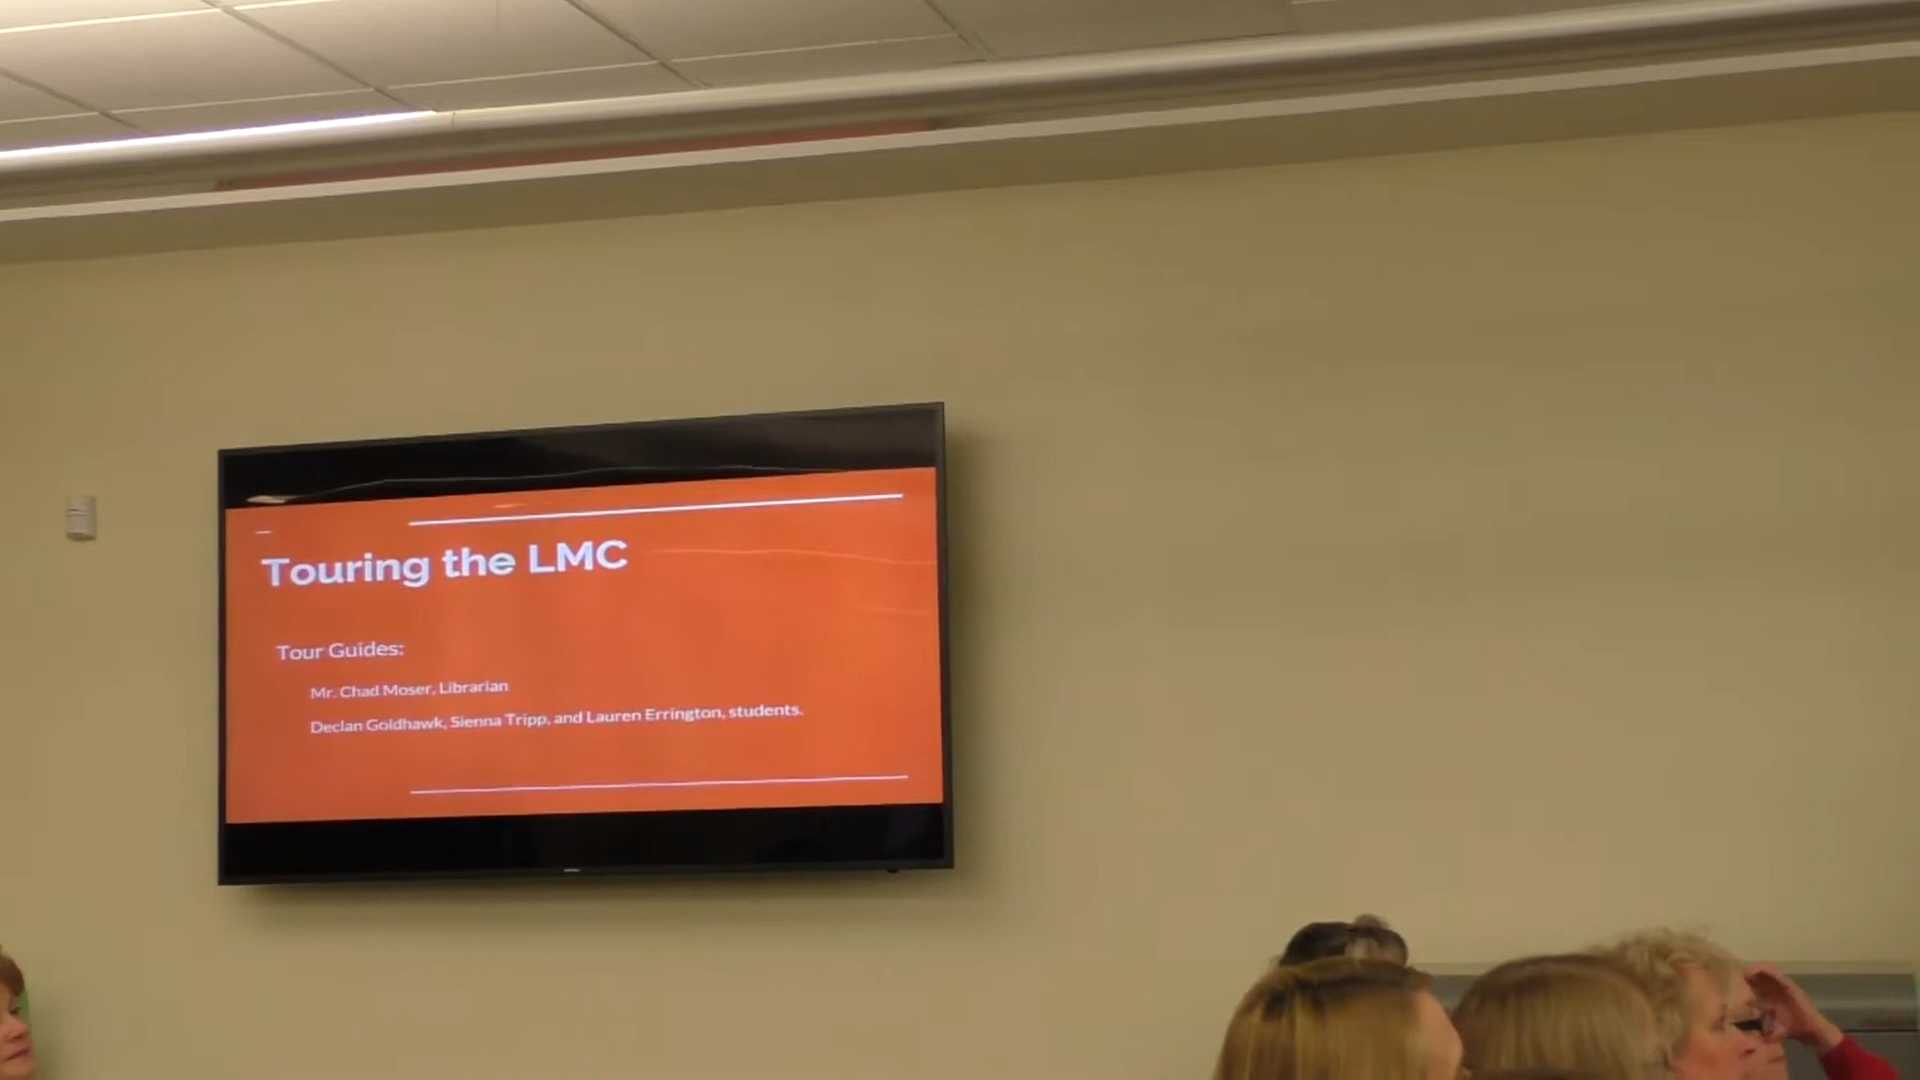 Touring the LMC
Tour Guides:
Mr. Chad Moser, Librarian
Declan Goldhawk, Sienna Tripp, and Lauren Errington, students.